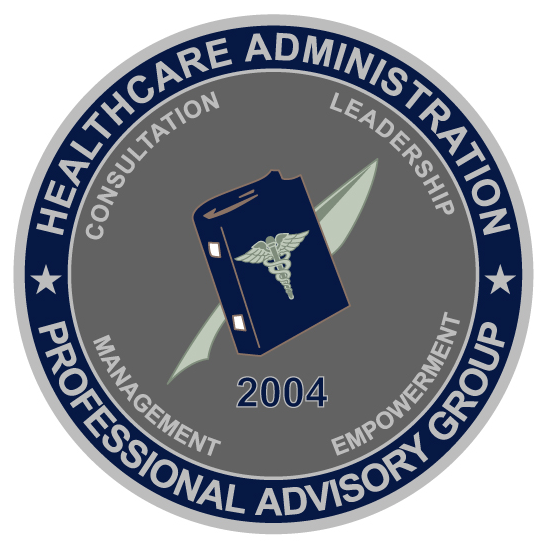 HEALTHCARE ADMINISTRATION
CONSULTATION
LEADERSHIP
2004
MANAGEMENT
EMPOWERMENT
PROFESSIONAL ADVISORY GROUP